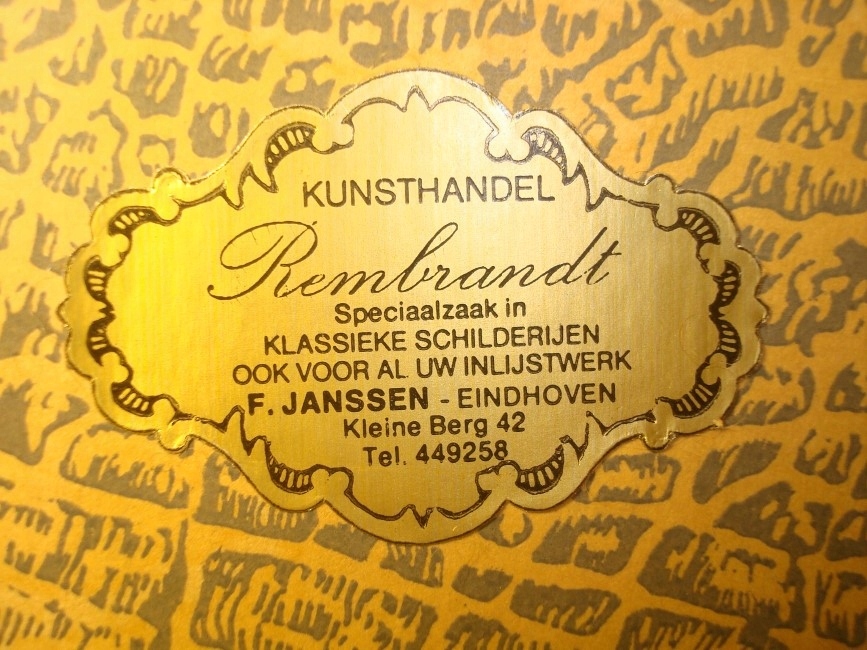 KUNSTHANDEL
Rembrandt
Speciaalzaak in
KLASSIEKE SCHILDERIJEN
OOK VOOR AL UW INLIJSTWERK
F. JANSSEN - EINDHOVEN
Kleine Berg 42
Tel. 449258